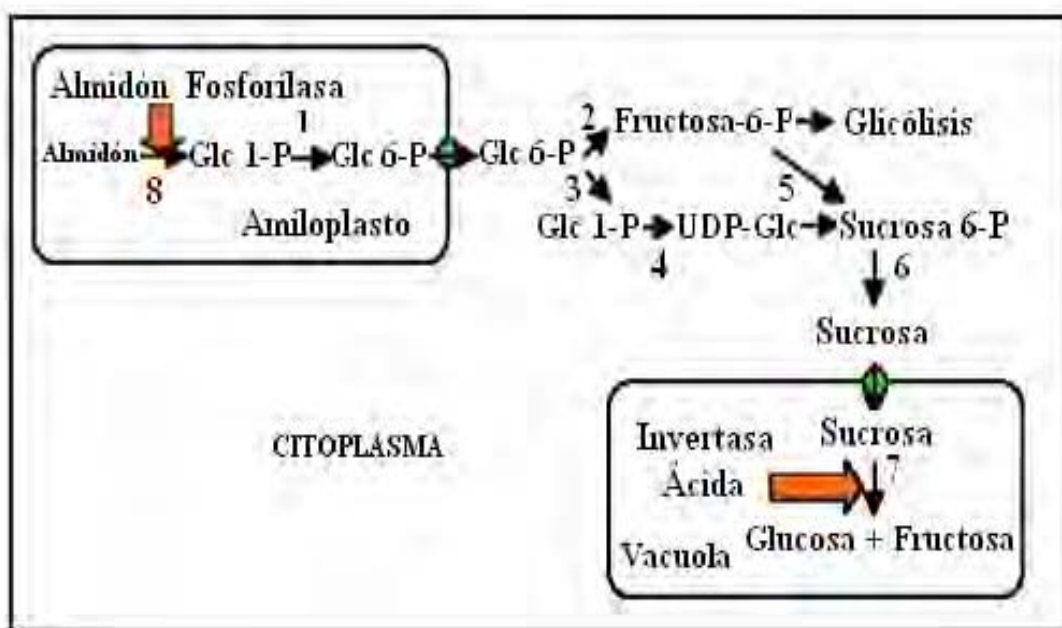 Almidón Fosforilasa
1
Almidón Glc 1-P Glc 6-P Glc 6-P
8
Amiloplasto
2 Fructosa-6-P Glicólisis
3 5
Glc 1-P UDP-Glc Sucrosa 6-P
4 6
Sucrosa
CITOPLASMA
Invertasa Sucrosa
Ácida 7
Glucosa + Fructosa
Vacuola